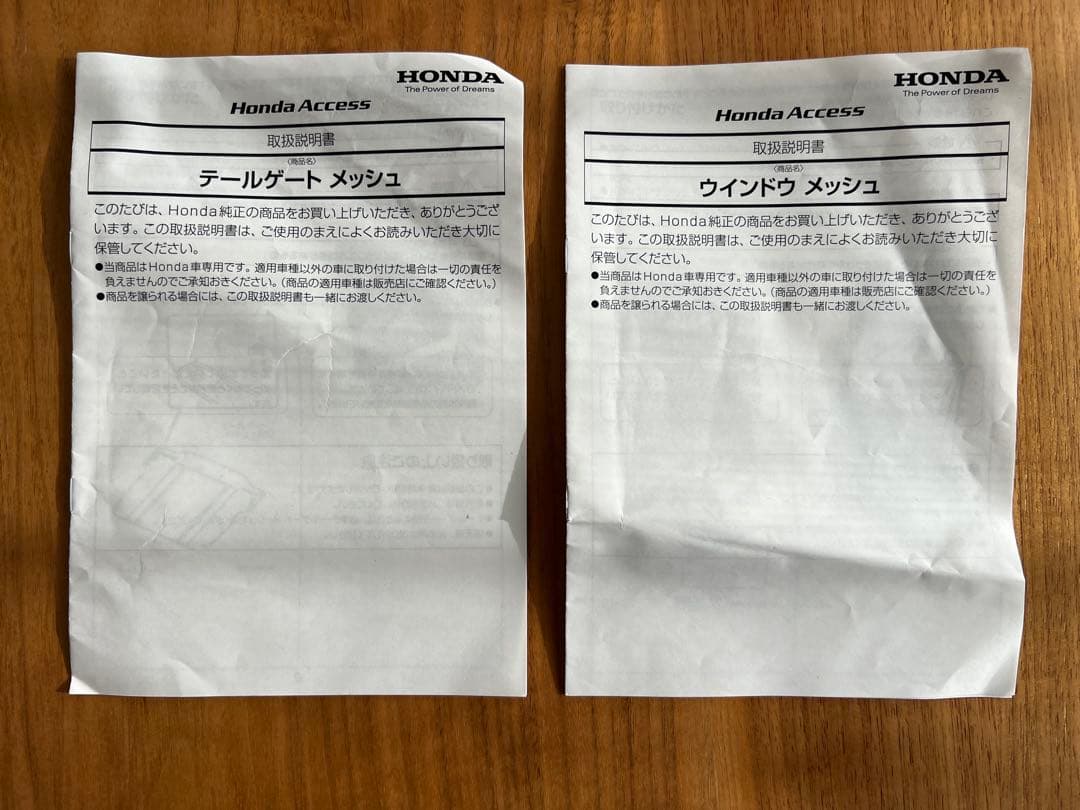 HONDA
The Power of Dreams
Honda Access
取扱説明書
〈商品名〉
テールゲート メッシュ
このたびは、Honda純正の商品をお買い上げいただき、ありがとうござ
います。この取扱説明書は、ご使用のまえによくお読みいただき大切に
保管してください。
●当商品はHonda車専用です。適用車種以外の車に取り付けた場合は一切の責任を
負えませんのでご承知おきください。（商品の適用車種は販売店にご確認ください。）
●商品を譲られる場合には、この取扱説明書も一緒にお渡しください。
HONDA
The Power of Dreams
Honda Access
取扱説明書
〈商品名〉
ウインドウ メッシュ
このたびは、Honda純正の商品をお買い上げいただき、ありがとうござ
います。この取扱説明書は、ご使用のまえによくお読みいただき大切に
保管してください。
●当商品はHonda車専用です。適用車種以外の車に取り付けた場合は一切の責任を
負えませんのでご承知おきください。（商品の適用車種は販売店にご確認ください。）
●商品を譲られる場合には、この取扱説明書も一緒にお渡しください。